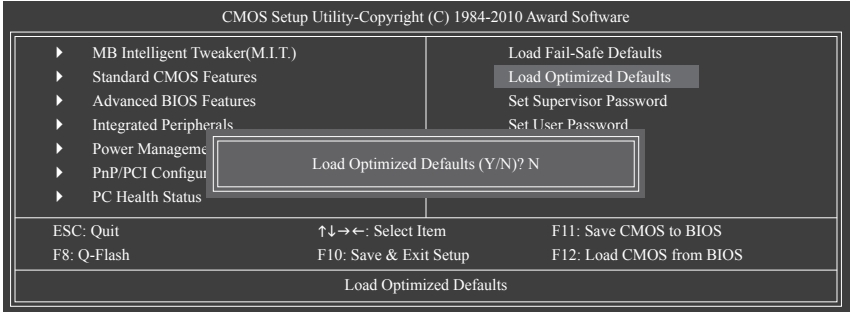 CMOS Setup Utility-Copyright (C) 1984-2010 Award Software
MB Intelligent Tweaker(M.I.T.)
Standard CMOS Features
Advanced BIOS Features
Integrated Peripherals
Power Manageme
PnP/PCI Configur
PC Health Status
Load Fail-Safe Defaults
Load Optimized Defaults
Set Supervisor Password
Set User Password
Load Optimized Defaults (Y/N)? N
ESC: Quit ↑↓→←: Select Item F11: Save CMOS to BIOS
F8: Q-Flash F10: Save & Exit Setup F12: Load CMOS from BIOS
Load Optimized Defaults